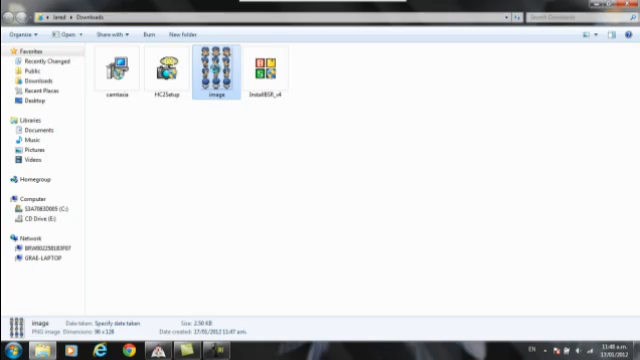 Jared ▸ Downloads
Search Downloads
Organize ▾ Open ▾ Share with ▾ Burn New folder
Favorites
Recently Changed
Public
Downloads
Recent Places
Desktop
Libraries
Documents
Music
Pictures
Videos
Homegroup
Computer
CD Drive (E:)
Network
GRAE-LAPTOP
camtasia HC2Setup image InstallBSR_v4
image Date taken: Specify date taken Size: 2.50 KB
PNG image Dimensions: 96 x 128 Date created: 17/01/2012 11:47 a.m.
EN 11:48 a.m.
17/01/2012